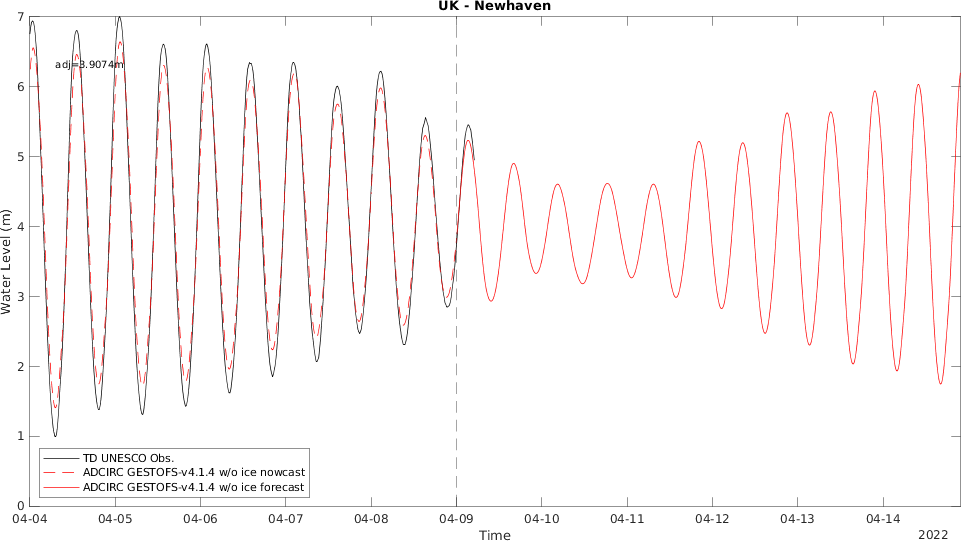 UK - Newhaven
adj=3.9074m
7
6
5
4
3
2
1
0
Water Level (m)
TD UNESCO Obs.
ADCIRC GESTOFS-v4.1.4 w/o ice nowcast
ADCIRC GESTOFS-v4.1.4 w/o ice forecast
04-04 04-05 04-06 04-07 04-08 04-09 04-10 04-11 04-12 04-13 04-14
Time
2022